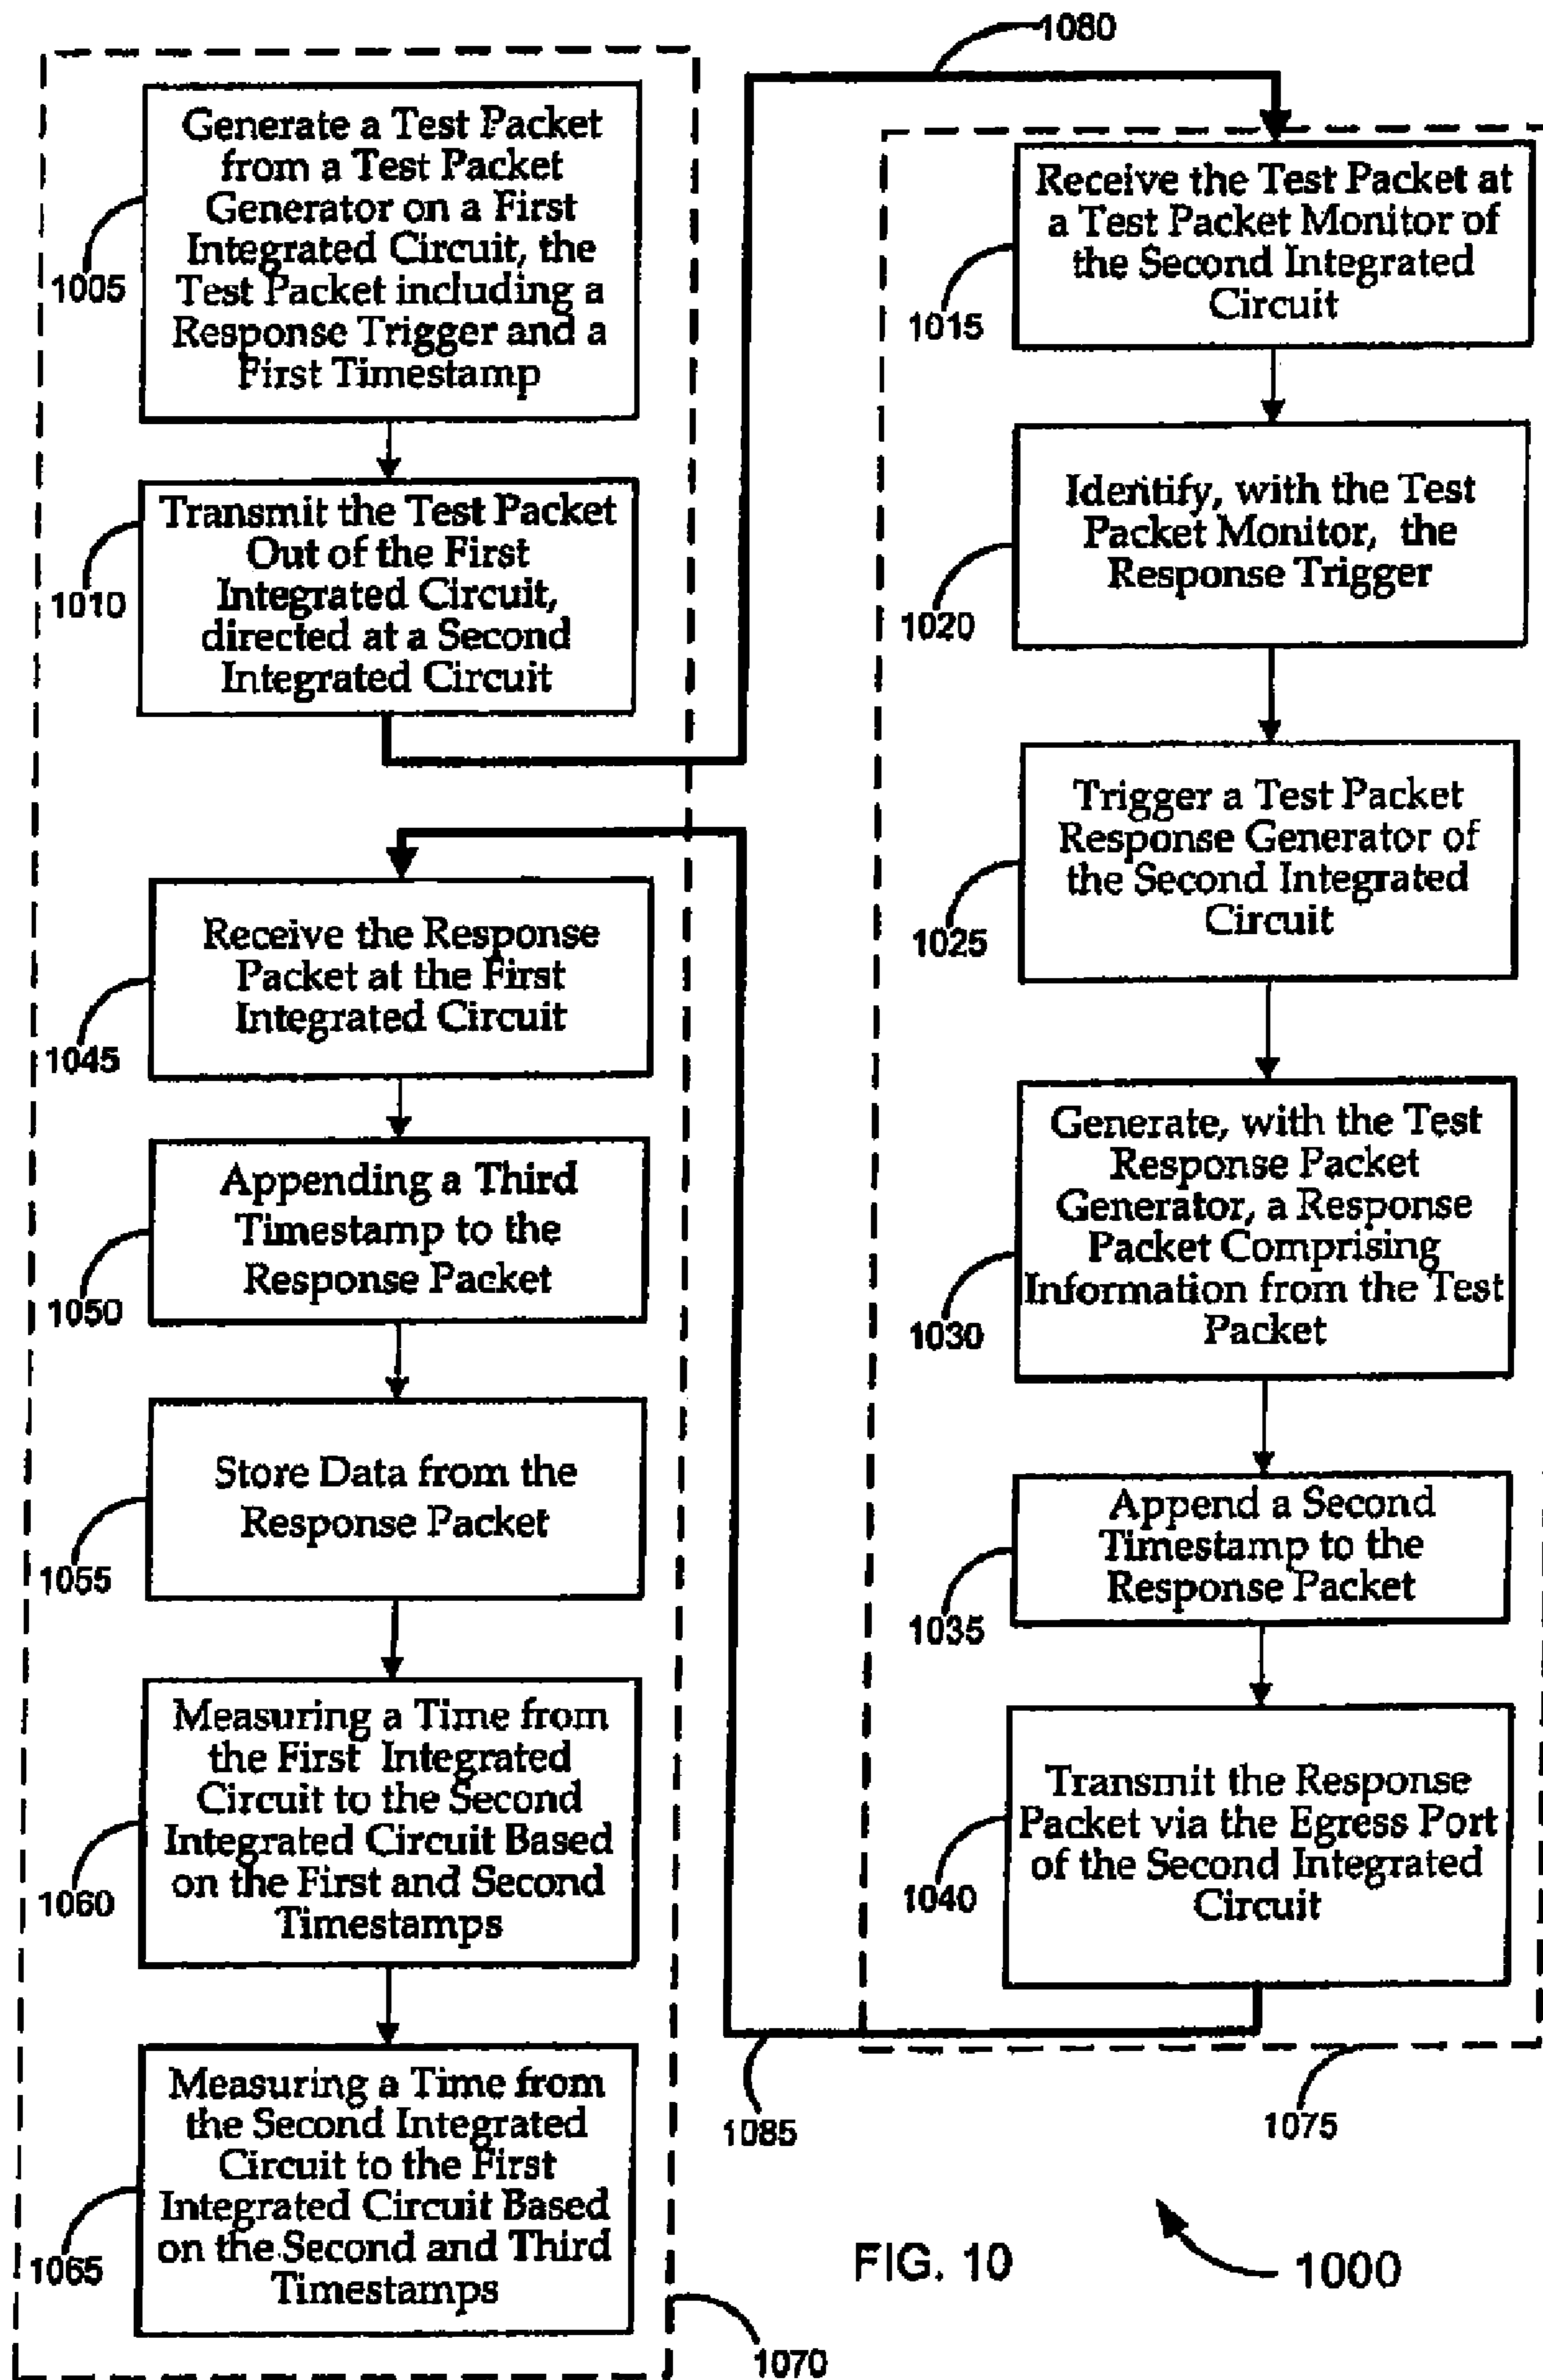 Generate a Test Packet
from a Test Packet
Generator on a First
Integrated Circuit, the
Test Packet including a
Response Trigger and a
First Timestamp
1005
Transmit the Test Packet
Out of the First
Integrated Circuit,
directed at a Second
Integrated Circuit
1010
1080
Receive the Test Packet at
a Test Packet Monitor of
the Second Integrated
Circuit
1015
Identify, with the Test
Packet Monitor, the
Response Trigger
1020
Trigger a Test Packet
Response Generator of
the Second Integrated
Circuit
1025
Generate, with the Test
Response Packet
Generator, a Response
Packet Comprising
Information from the Test
Packet
1030
Append a Second
Timestamp to the
Response Packet
1035
Transmit the Response
Packet via the Egress Port
of the Second Integrated
Circuit
1040
1085
1075
Receive the Response
Packet at the First
Integrated Circuit
1045
Appending a Third
Timestamp to the
Response Packet
1050
Store Data from the
Response Packet
1055
Measuring a Time from
the First Integrated
Circuit to the Second
Integrated Circuit Based
on the First and Second
Timestamps
1060
Measuring a Time from
the Second Integrated
Circuit to the First
Integrated Circuit Based
on the Second and Third
Timestamps
1065
1070
FIG. 10
1000